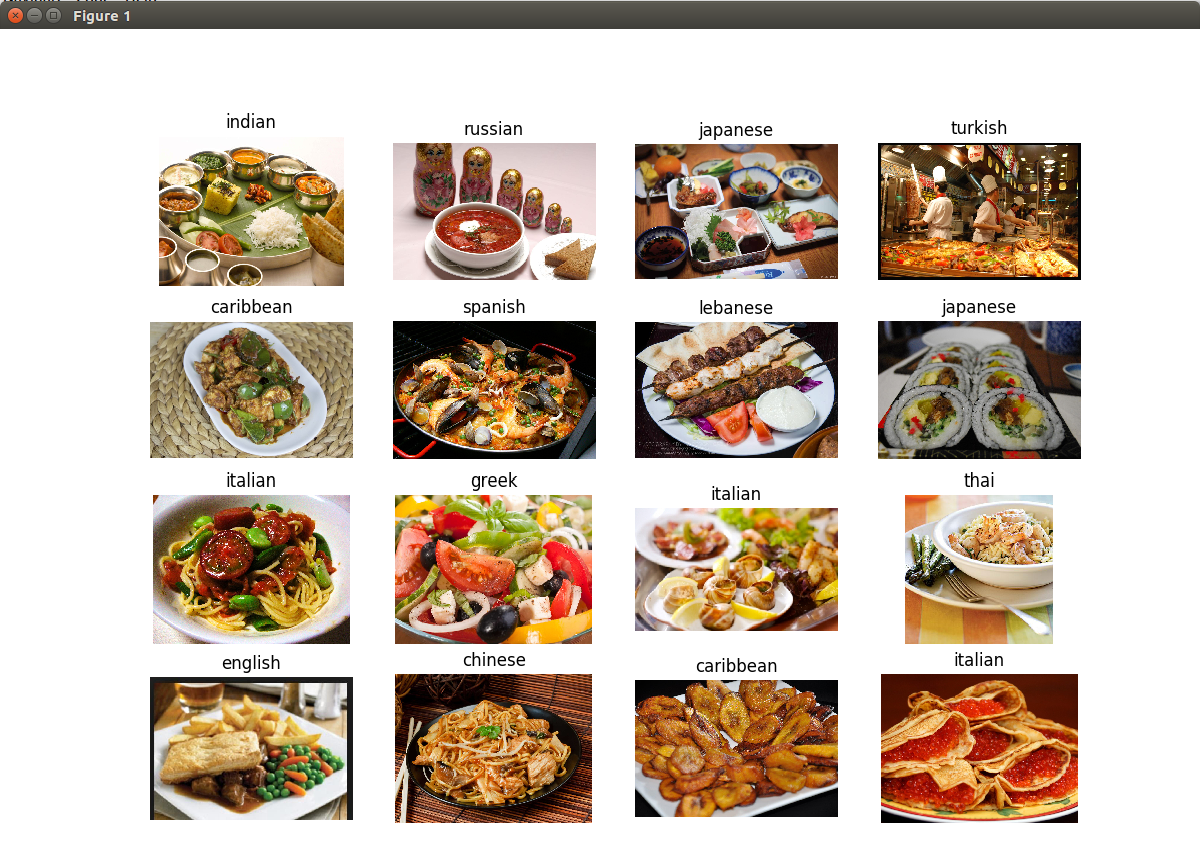 Figure 1
indian
russian
japanese
turkish
caribbean
spanish
lebanese
japanese
italian
greek
italian
thai
english
chinese
caribbean
italian